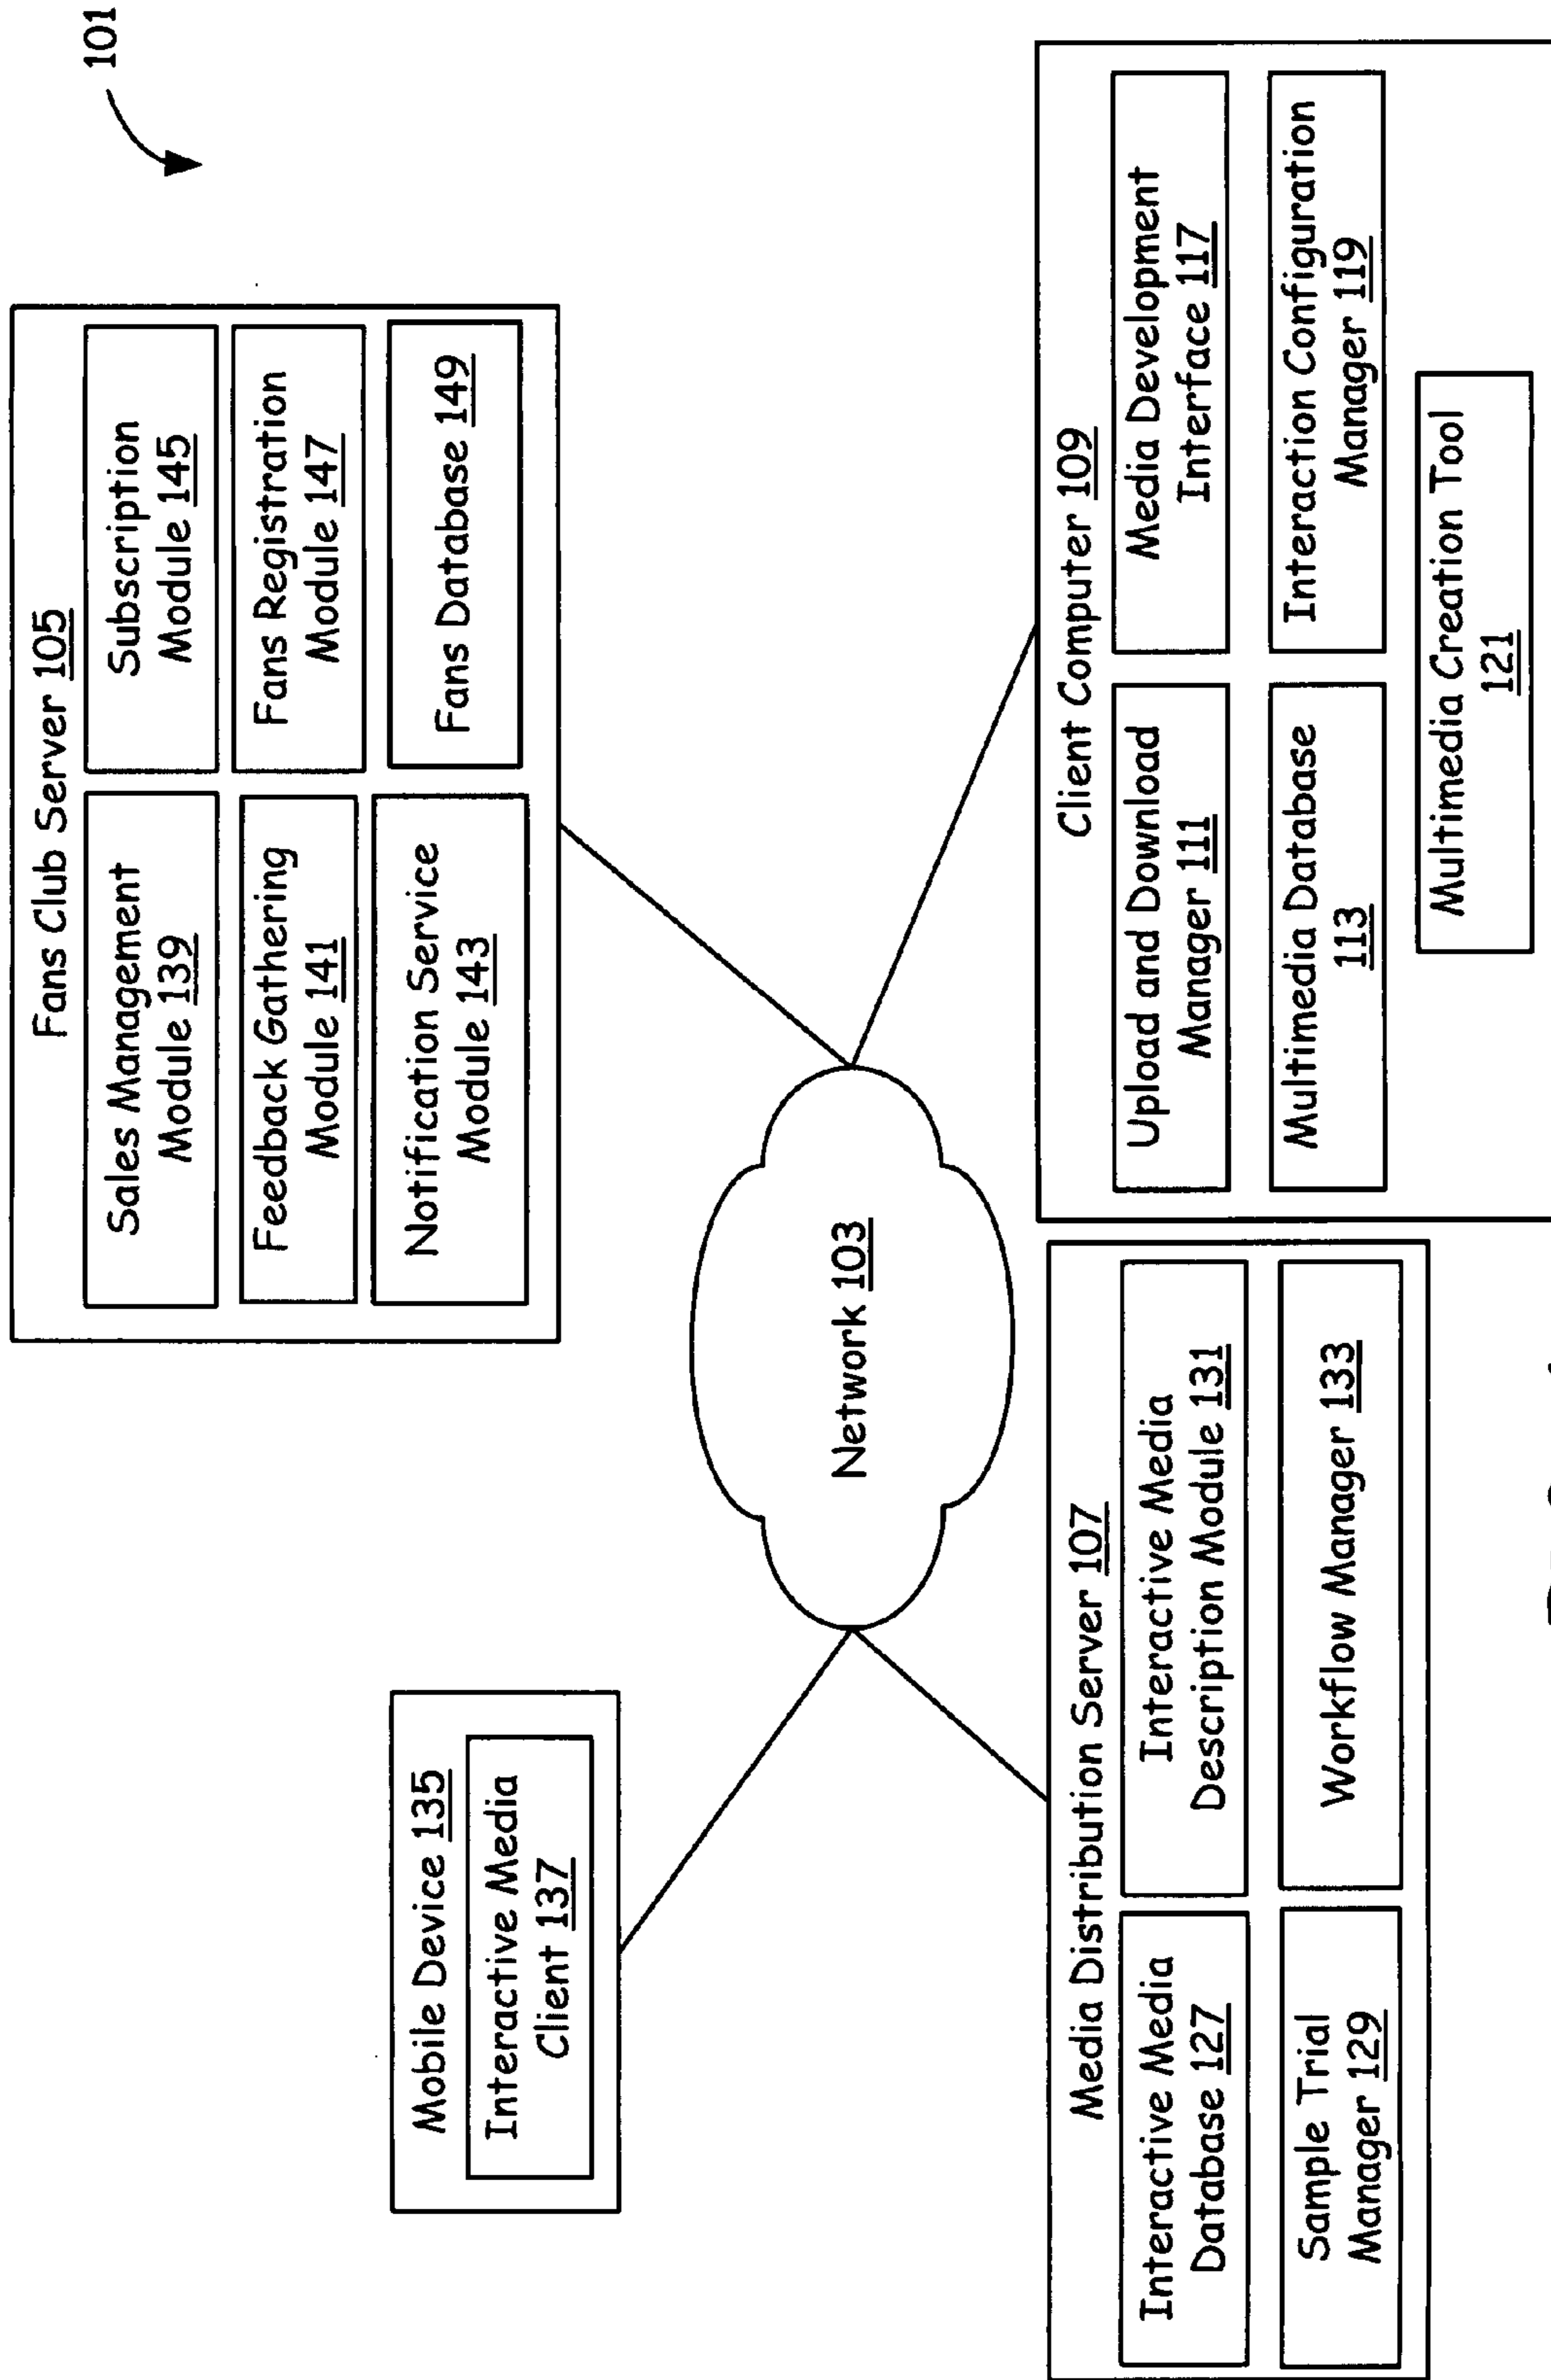 101
Fans Club Server 105
Sales Management
Module 139
Subscription
Module 145
Feedback Gathering
Module 141
Fans Registration
Module 147
Notification Service
Module 143
Fans Database 149
Mobile Device 135
Interactive Media
Client 137
Network 103
Media Distribution Server 107
Interactive Media
Database 127
Interactive Media
Description Module 131
Sample Trial
Manager 129
Workflow Manager 133
Client Computer 109
Upload and Download
Manager 111
Media Development
Interface 117
Multimedia Database
113
Interaction Configuration
Manager 119
Multimedia Creation Tool
121